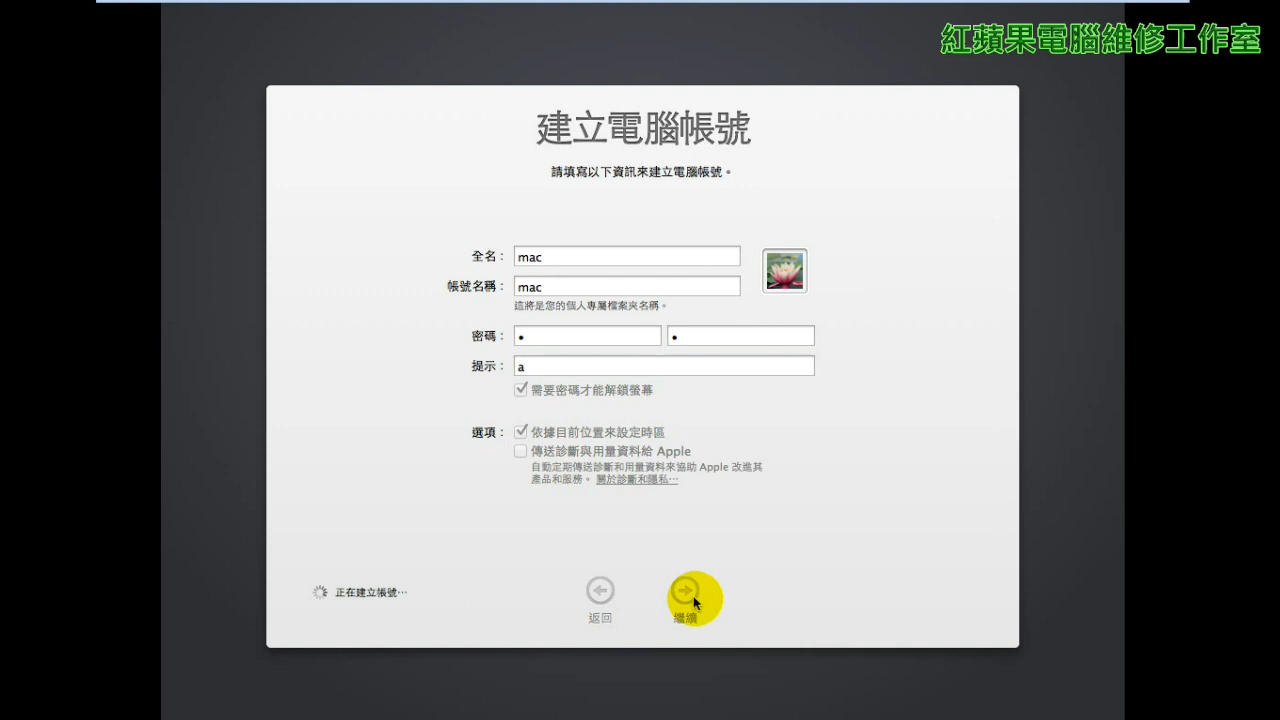 紅蘋果電腦維修工作室
建立電腦帳號
請填寫以下資訊來建立電腦帳號。
全名： mac
帳號名稱： mac
這將是您的個人專屬檔案夾名稱。
密碼： • •
提示： a
需要密碼才能解鎖螢幕
選項： 依據目前位置來設定時區
傳送診斷與用量資料給 Apple
自動定期傳送診斷和用量資料來協助 Apple 改進其
產品和服務。 關於診斷和隱私⋯
正在建立帳號⋯
返回
繼續